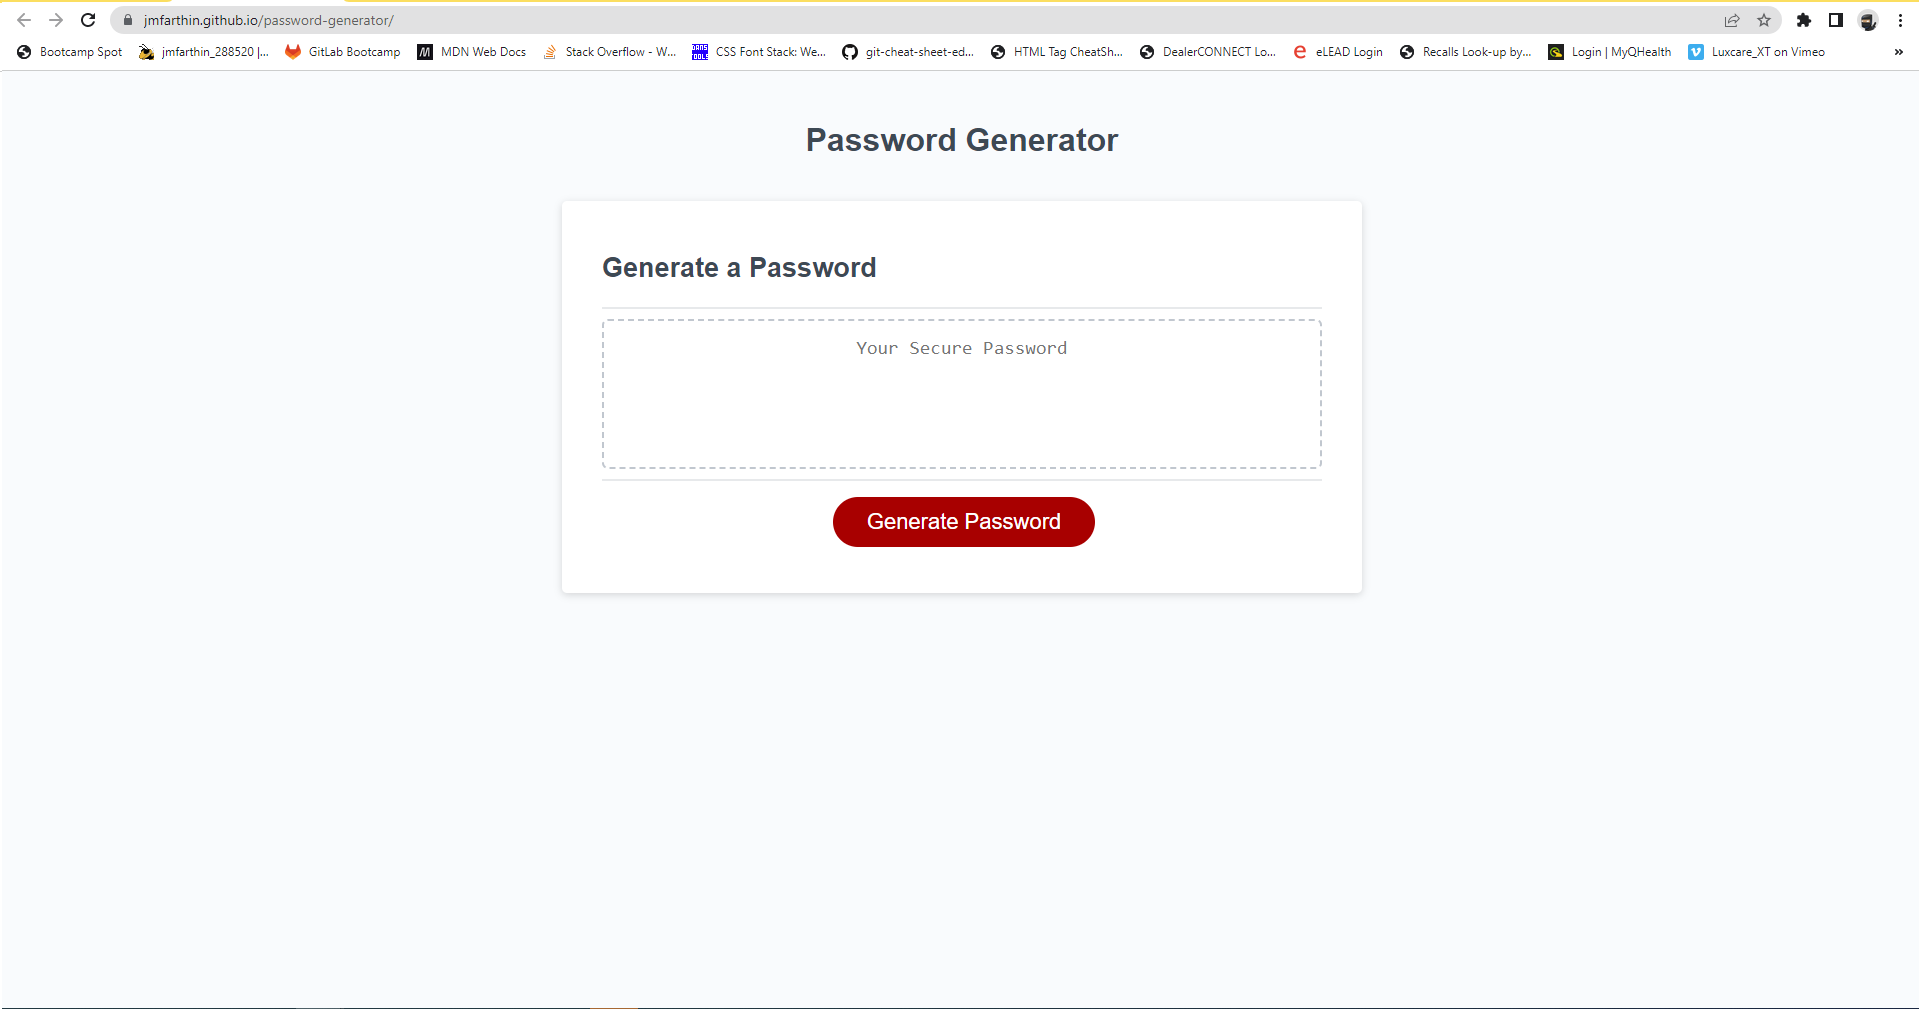 jmfarthin.github.io/password-generator/
Bootcamp Spot jmfarthin_288520 |... GitLab Bootcamp MDN Web Docs Stack Overflow - W... CSS Font Stack: We... git-cheat-sheet-ed... HTML Tag CheatSh... DealerCONNECT Lo... eLEAD Login Recalls Look-up by... Login | MyQHealth Luxcare_XT on Vimeo »
Password Generator
Generate a Password
Your Secure Password
Generate Password